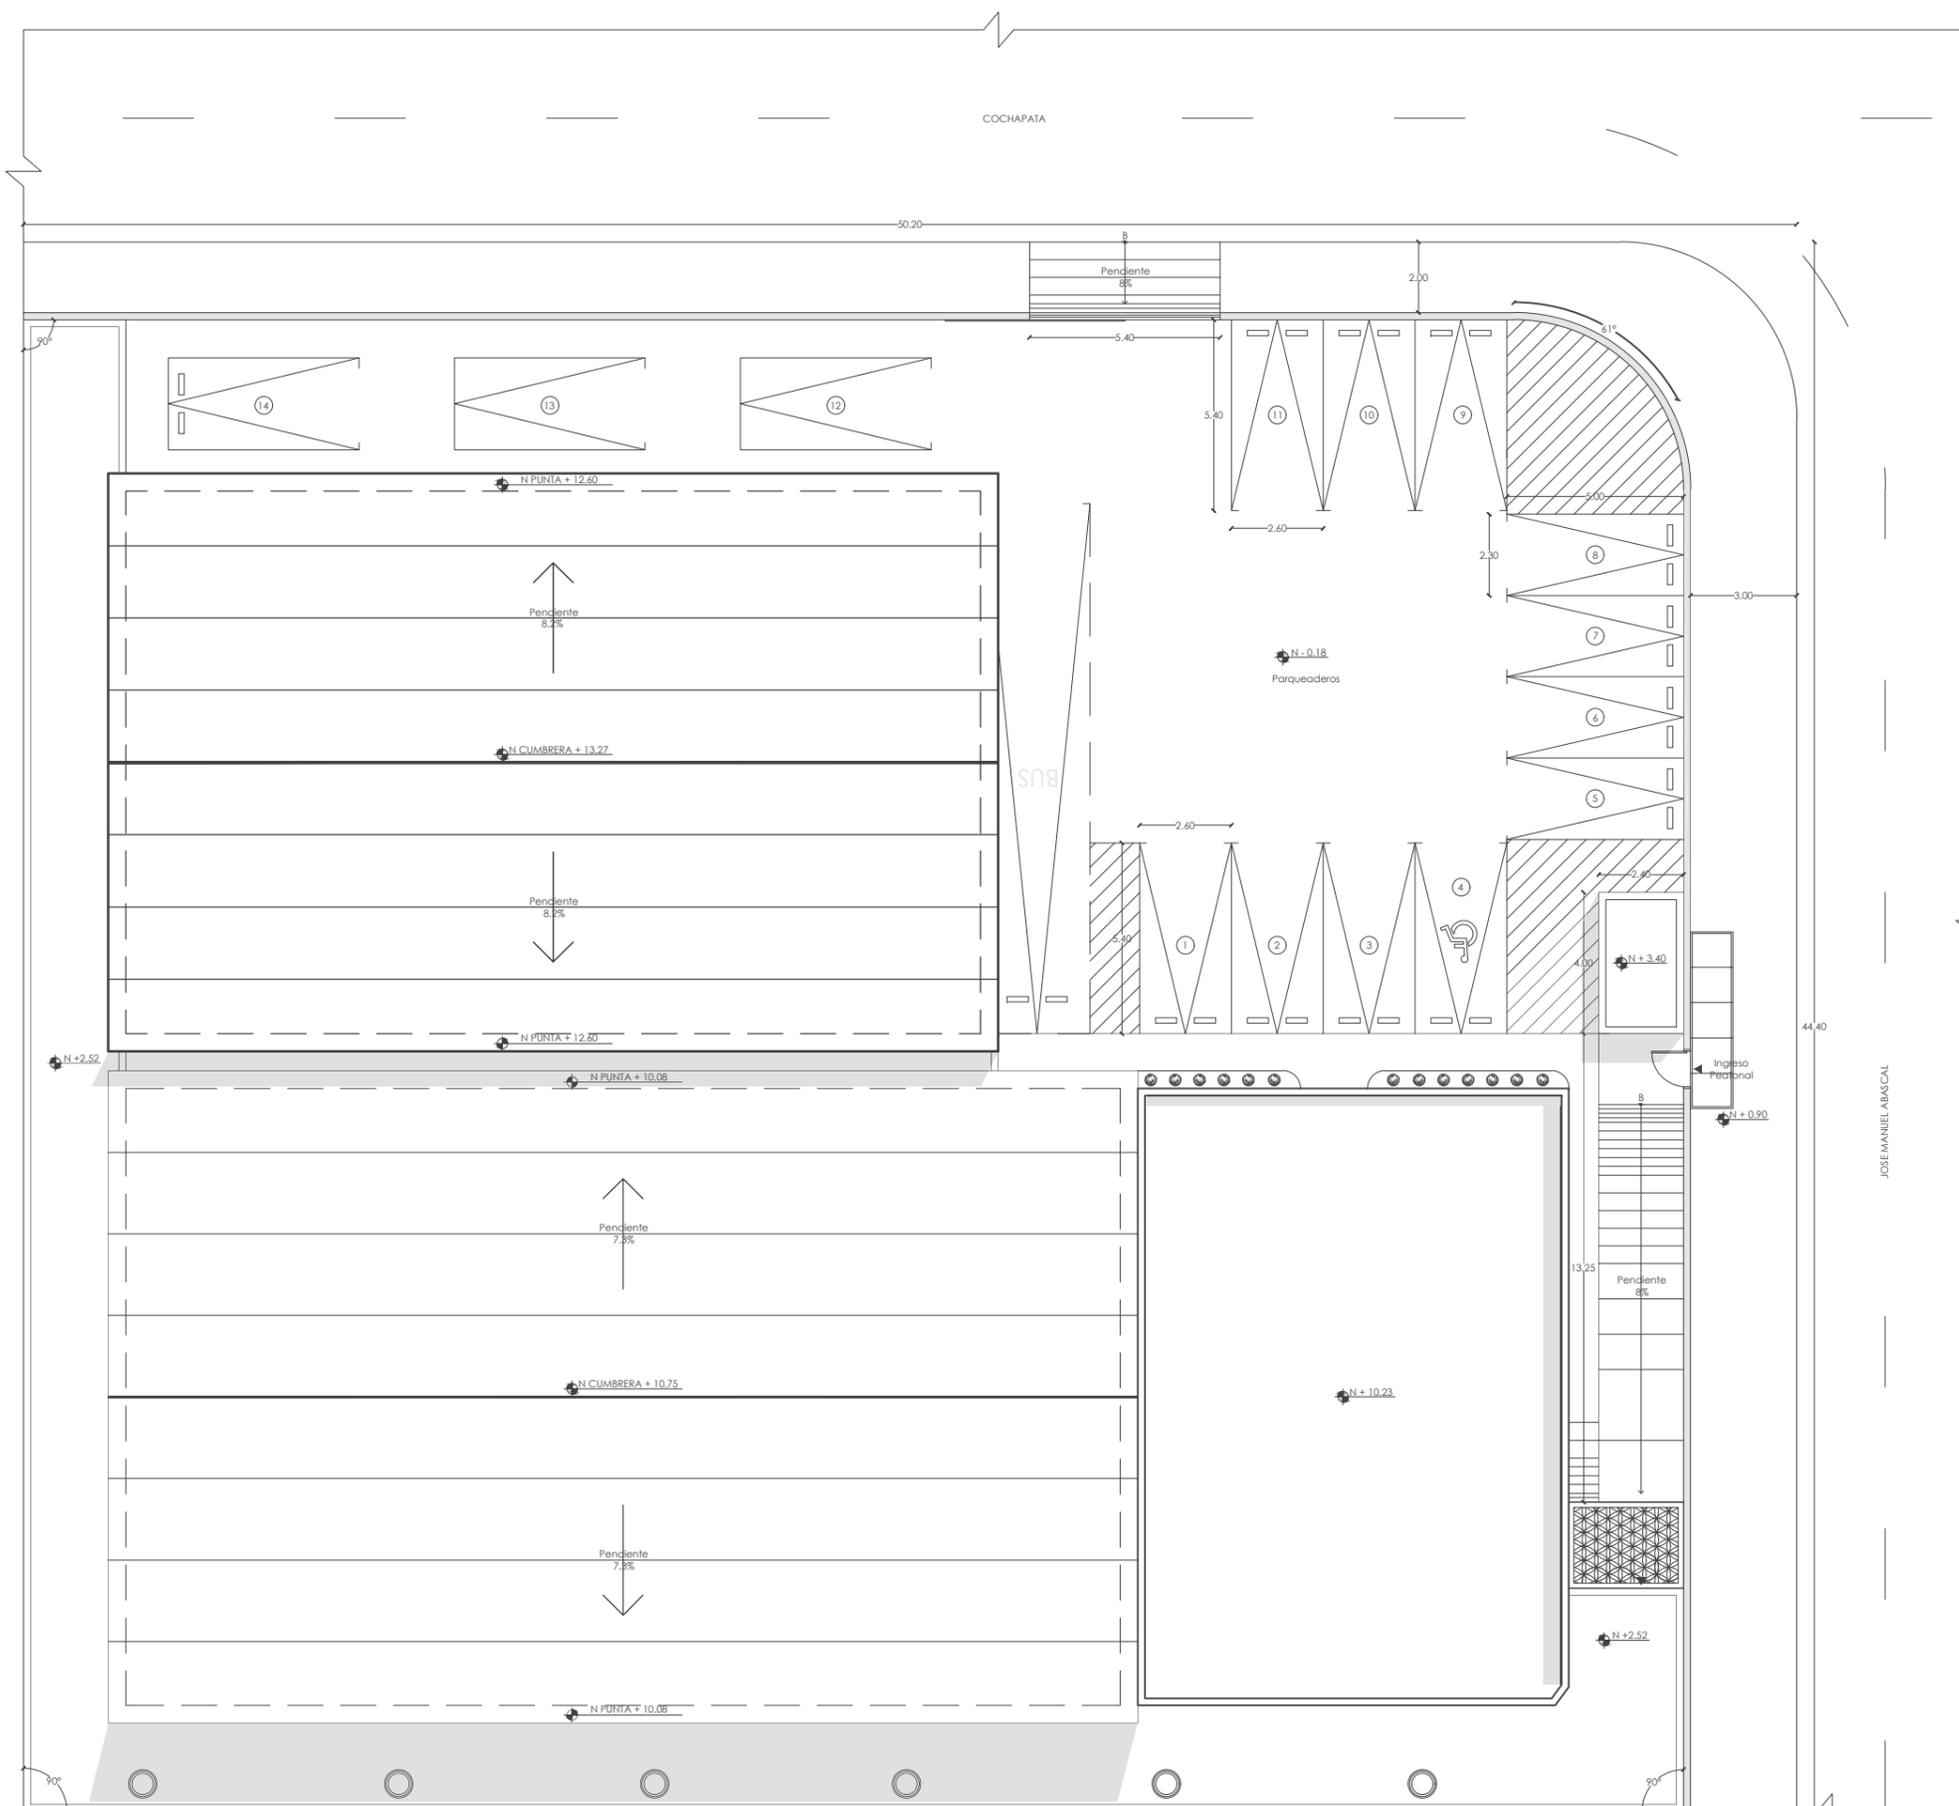 COCHAPATA
50.20
B
Pendiente
8%
2.00
61°
90°
5.40
14
13
12
5.40
11
10
9
N PUNTA + 12.60
5.00
2.60
2.30
8
3.00
Pendiente
8.2%
7
N - 0.18
Parqueaderos
6
N CUMBRERA + 13.27
BUS
5
2.60
2.40
4
Pendiente
8.2%
5.40
1
2
3
4.00
N + 3.40
44.40
N PUNTA + 12.60
N +2.52
Ingreso
Peatonal
N PUNTA + 10.08
B
N + 0.90
JOSE MANUEL ABASCAL
Pendiente
7.3%
13.25
Pendiente
8%
N CUMBRERA + 10.75
N + 10.23
Pendiente
7.3%
N +2.52
N PUNTA + 10.08
90°
90°